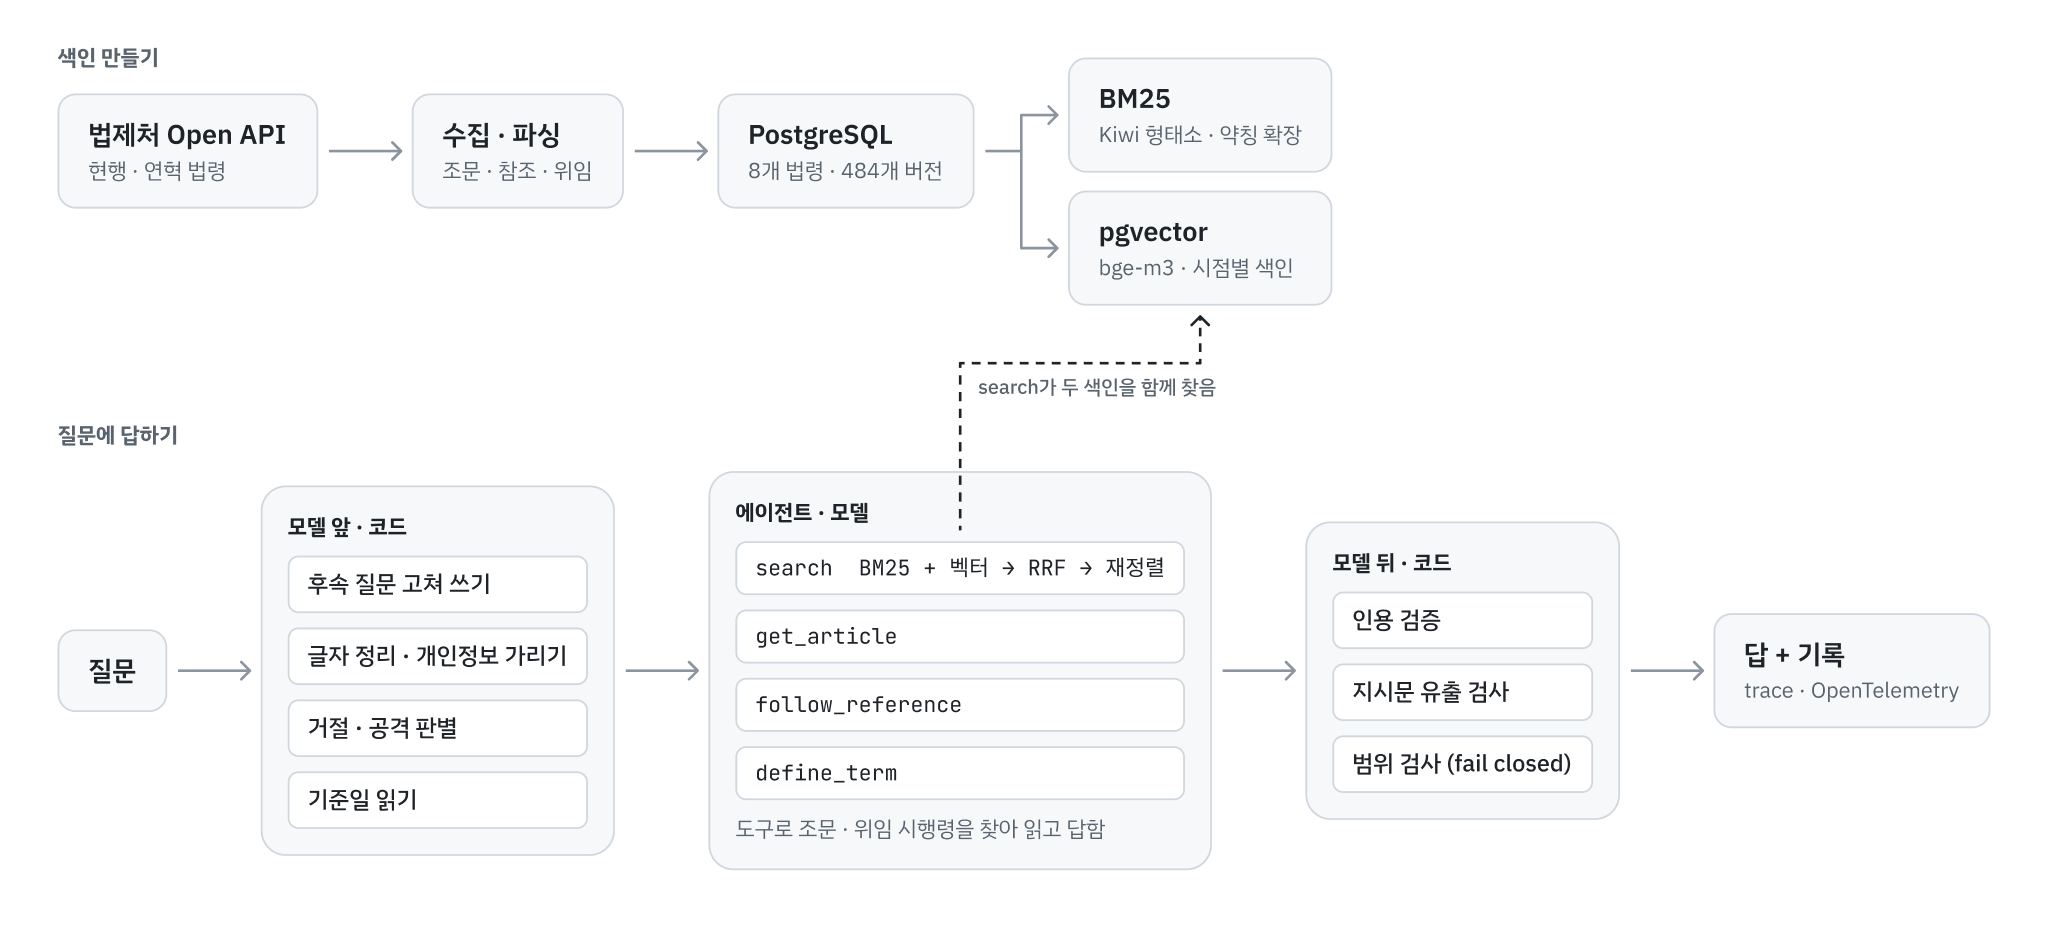 색인 만들기
법제처 Open API
현행 · 연혁 법령
수집 · 파싱
조문 · 참조 · 위임
PostgreSQL
8개 법령 · 484개 버전
BM25
Kiwi 형태소 · 약칭 확장
pgvector
bge-m3 · 시점별 색인
search가 두 색인을 함께 찾음
질문에 답하기
질문
모델 앞 · 코드
후속 질문 고쳐 쓰기
글자 정리 · 개인정보 가리기
거절 · 공격 판별
기준일 읽기
에이전트 · 모델
search BM25 + 벡터 → RRF → 재정렬
get_article
follow_reference
define_term
도구로 조문 · 위임 시행령을 찾아 읽고 답함
모델 뒤 · 코드
인용 검증
지시문 유출 검사
범위 검사 (fail closed)
답 + 기록
trace · OpenTelemetry